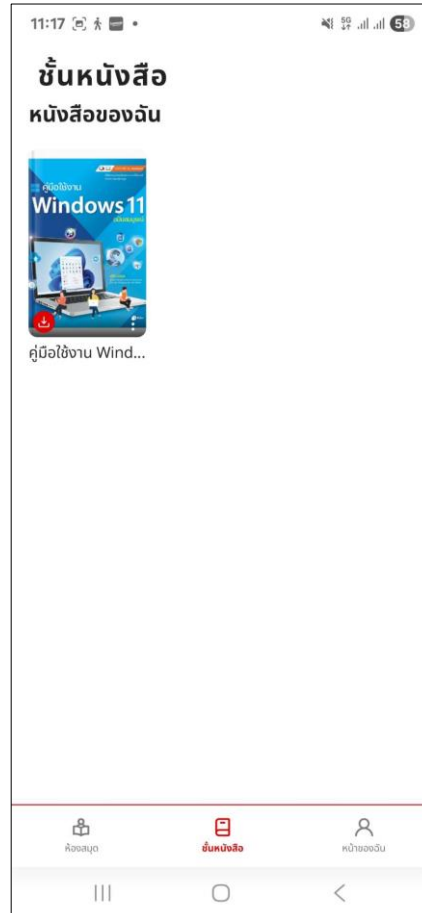 11:17
5G
58
ชั้นหนังสือ
หนังสือของฉัน
คู่มือใช้งาน
Windows 11
คู่มือใช้งาน Wind...
ห้องสมุด
ชั้นหนังสือ
หน้าของฉัน